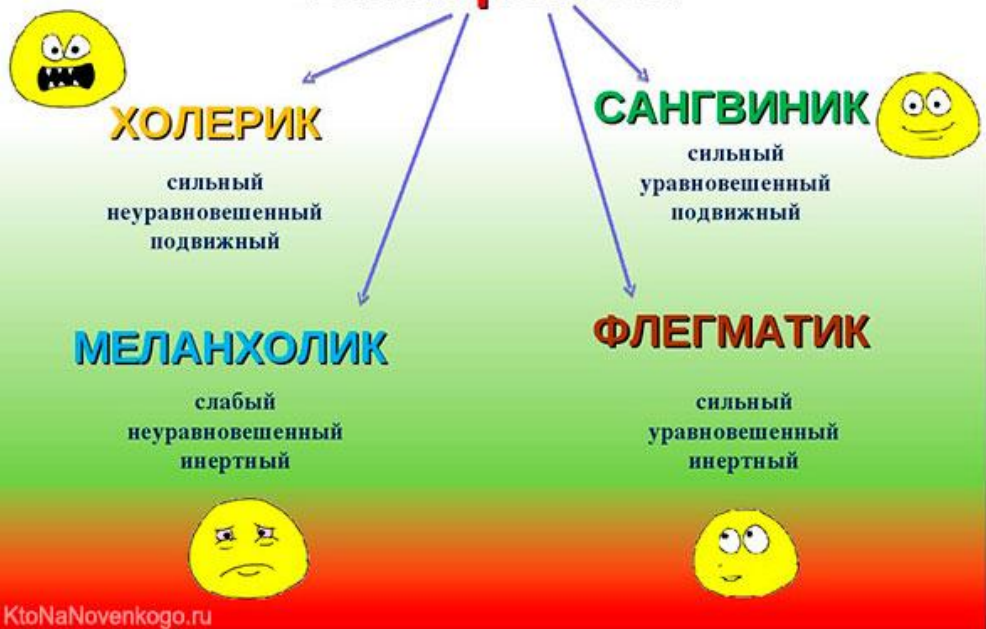 ХОЛЕРИК
сильный
неуравновешенный
подвижный
САНГВИНИК
сильный
уравновешенный
подвижный
МЕЛАНХОЛИК
слабый
неуравновешенный
инертный
ФЛЕГМАТИК
сильный
уравновешенный
инертный
KtoNaNovenkogo.ru